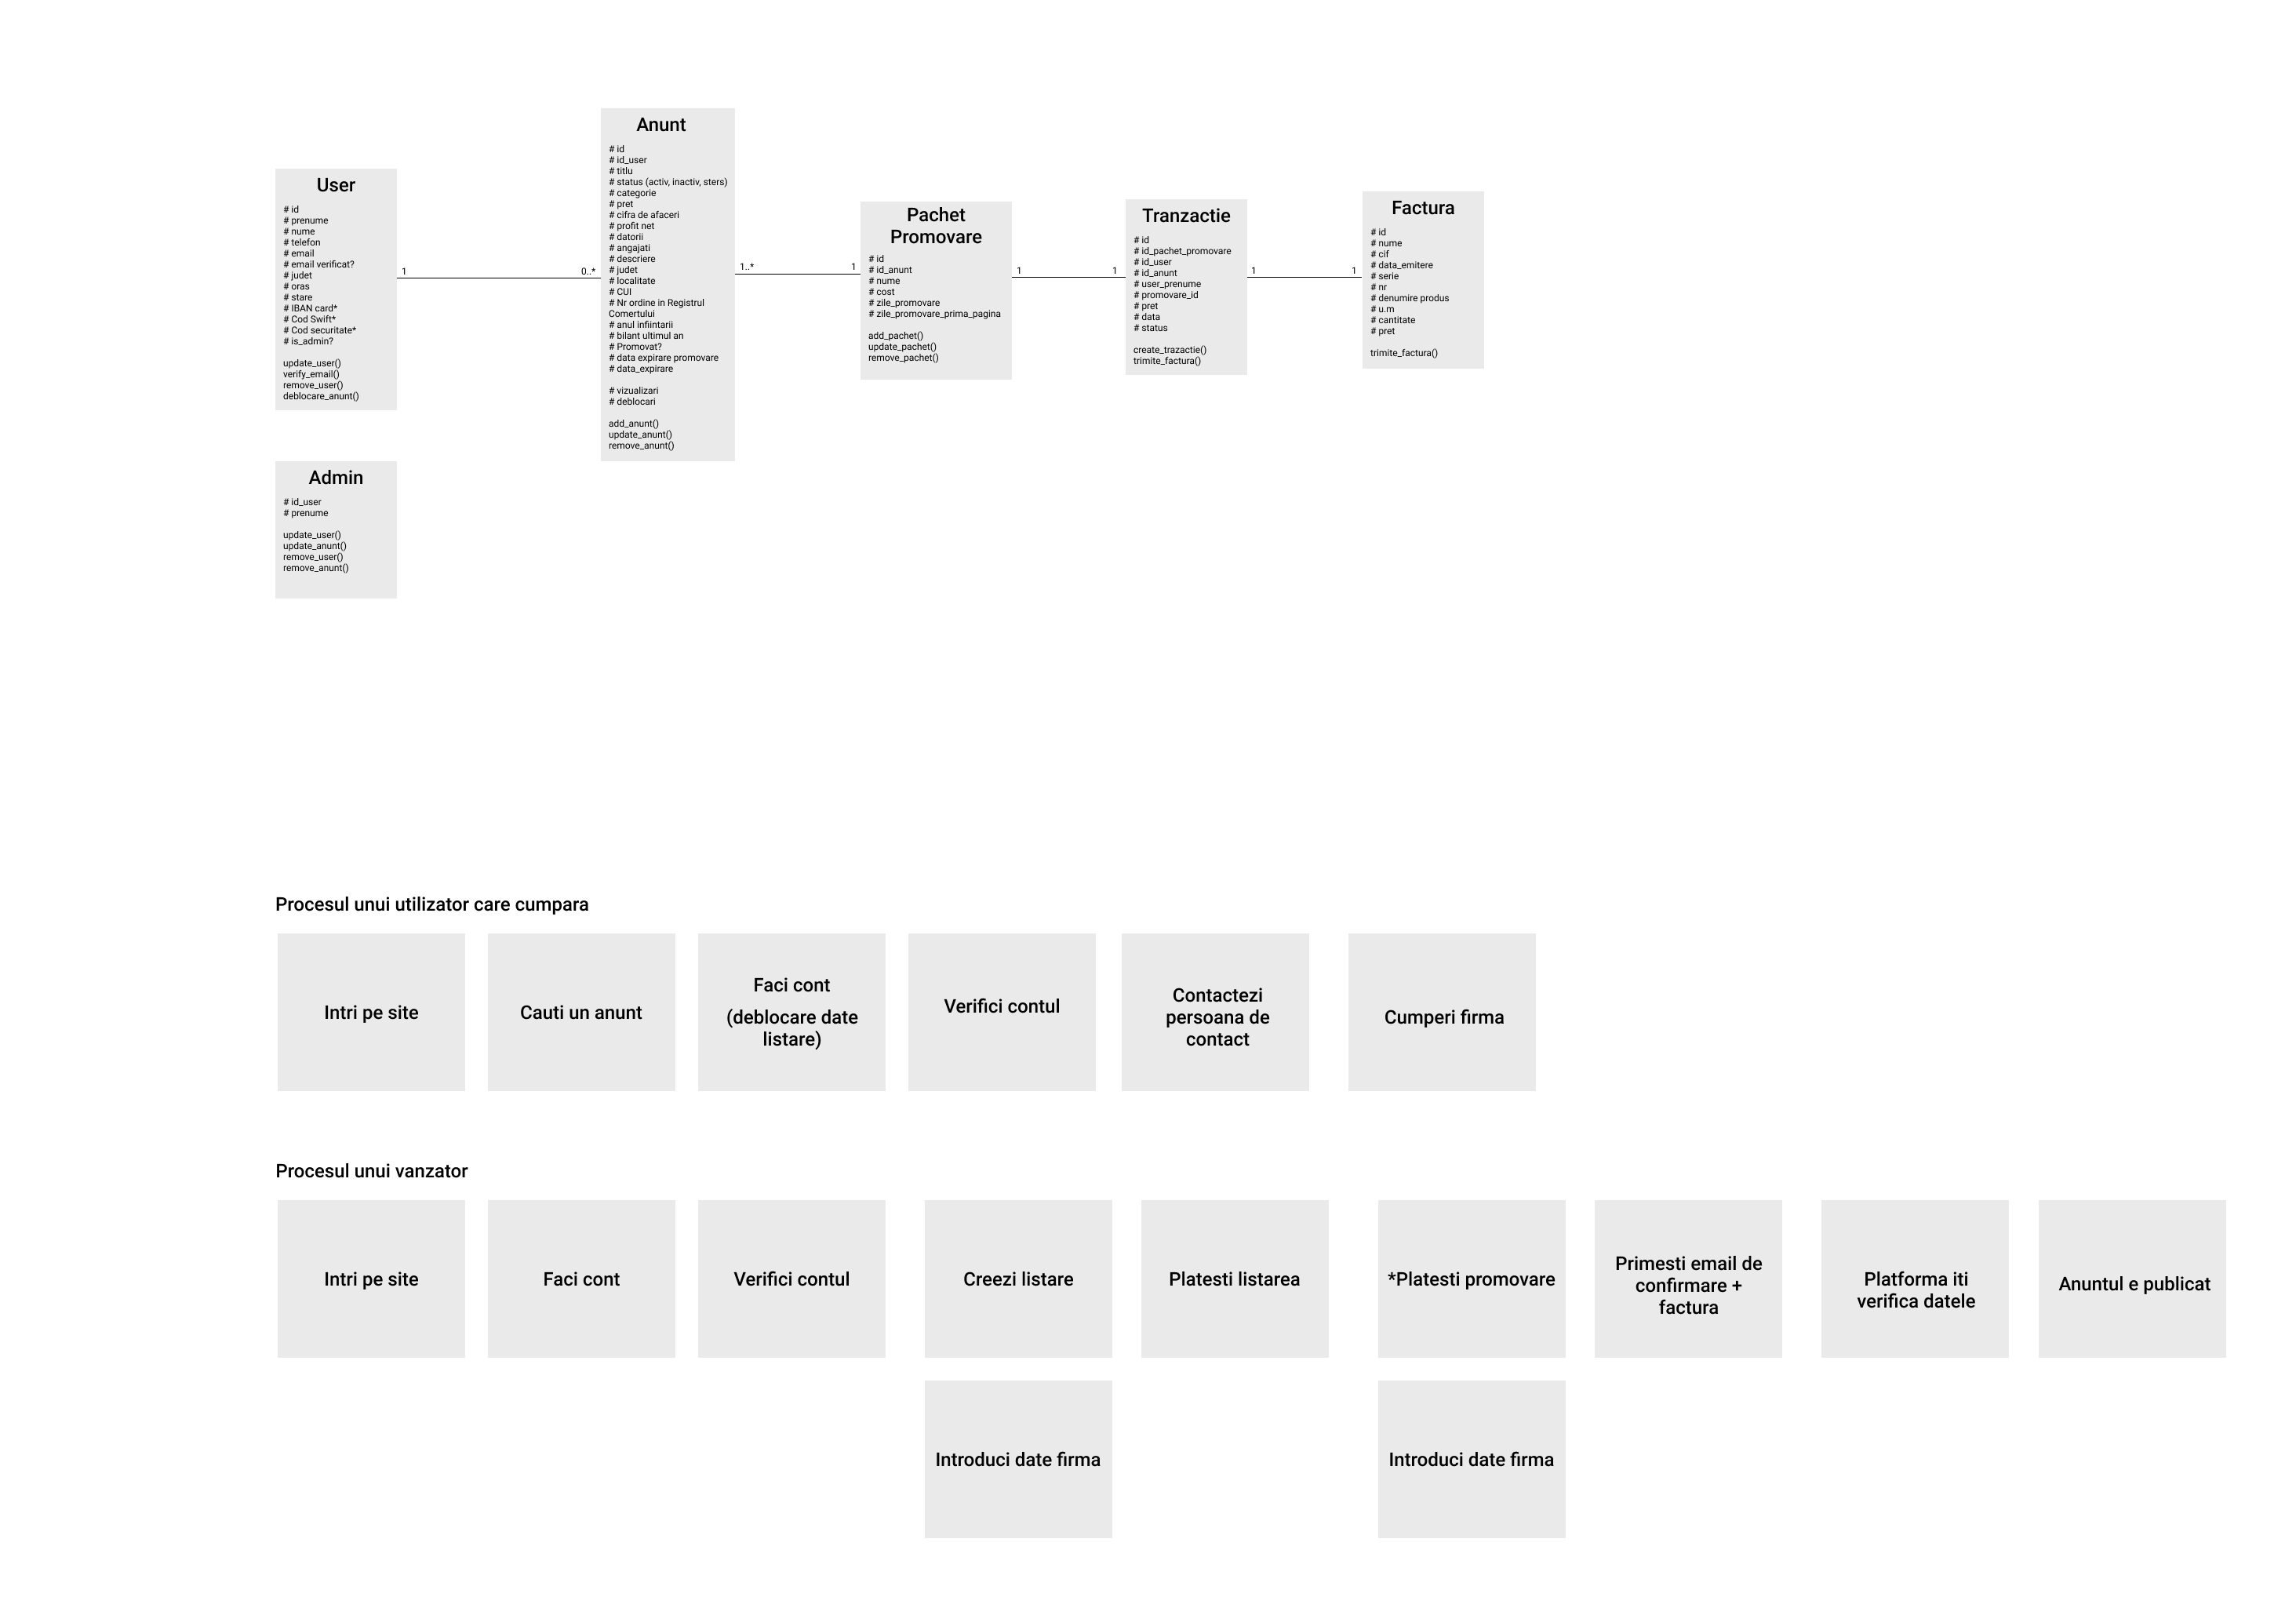 User
# id
# prenume
# nume
# telfon
# email
# email verificat?
# judet
# oras
# stare
# IBAN card*
# Cod Swift*
# Cod securitate*
# is_admin?
update_user()
verify_email()
remove_user()
deblocare_anunt()
1
0..*
Anunt
# id
# id_user
# titlu
# status (activ, inactiv, sters)
# categorie
# pret
# cifra de afaceri
# profit net
# datorii
# angajati
# descriere
# judet
# localitate
# CUI
# Nr ordine in Registrul
Comertului
# anul infiintarii
# bilant ultimul an
# Promovat?
# data expirare promovare
# data_expirare
# vizualizari
# deblocari
add_anunt()
update_anunt()
remove_anunt()
1..*
1
Pachet
Promovare
# id
# id_anunt
# nume
# cost
# zile_promovare
# zile_promovare_prima_pagina
add_pachet()
update_pachet()
remove_pachet()
1
1
Tranzactie
# id
# id_pachet_promovare
# id_user
# id_anunt
# user_prenume
# promovare_id
# pret
# data
# status
create_trazactie()
trimite_factura()
1
1
Factura
# id
# nume
# cif
# data_emitere
# serie
# nr
# denumire produs
# u.m
# cantitate
# pret
trimite_factura()
Admin
# id_user
# prenume
update_user()
update_anunt()
remove_user()
remove_anunt()
Procesul unui utilizator care cumpara
Intri pe site
Cauti un anunt
Faci cont
(deblocare date
listare)
Verifici contul
Contactezi
persoana de
contact
Cumperi firma
Procesul unui vanzator
Intri pe site
Faci cont
Verifici contul
Creezi listare
Platesti listarea
*Platesti promovare
Primesti email de
confirmare +
factura
Platforma iti
verifica datele
Anuntul e publicat
Introduci date firma
Introduci date firma